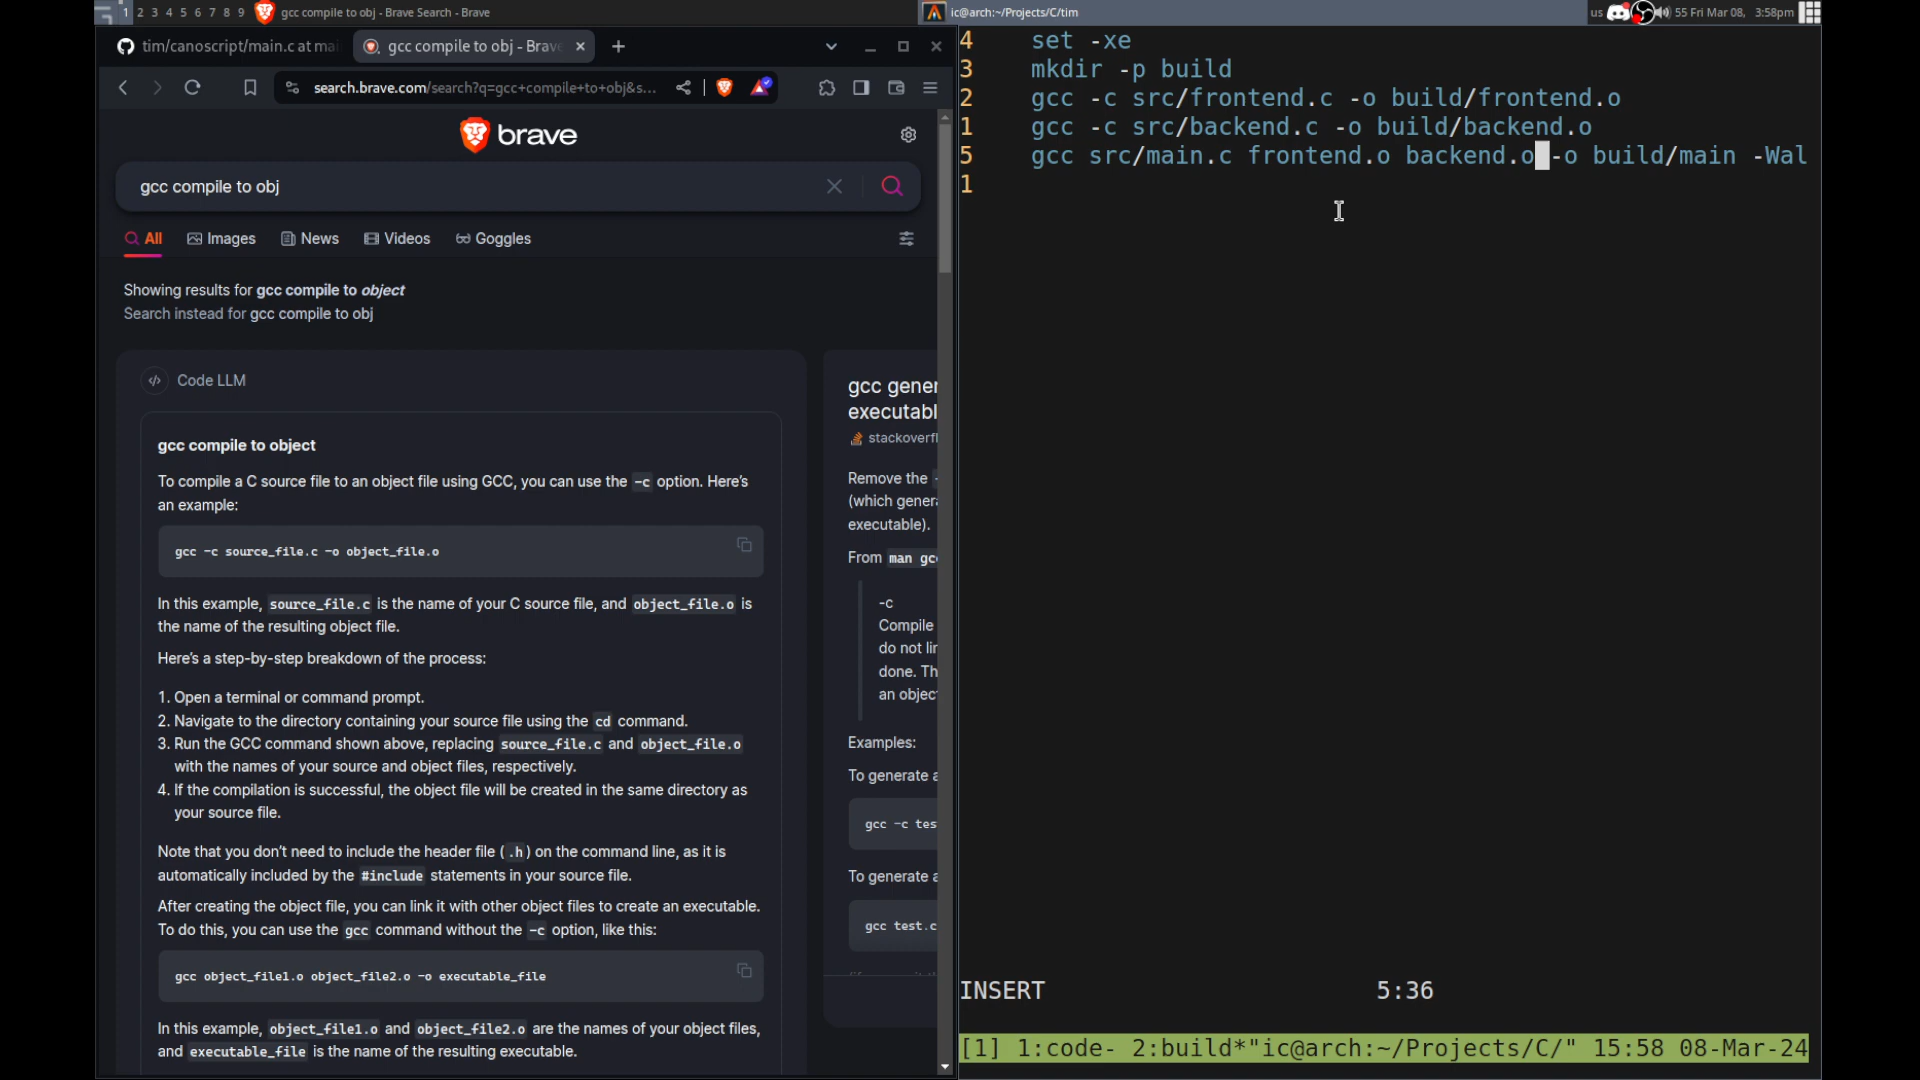 1 2 3 4 5 6 7 8 9 gcc compile to obj - Brave Search - Brave
ic@arch:~/Projects/C/tim
us 55 Fri Mar 08, 3:58pm
tim/canoscript/main.c at mai
gcc compile to obj - Brav
search.brave.com/search?q=gcc+compile+to+obj&s...
brave
gcc compile to obj
All Images News Videos Goggles
Showing results for gcc compile to object
Search instead for gcc compile to obj
Code LLM
gcc compile to object
To compile a C source file to an object file using GCC, you can use the -c option. Here's
an example:
gcc -c source_file.c -o object_file.o
In this example, source_file.c is the name of your C source file, and object_file.o is
the name of the resulting object file.
Here's a step-by-step breakdown of the process:
1. Open a terminal or command prompt.
2. Navigate to the directory containing your source file using the cd command.
3. Run the GCC command shown above, replacing source_file.c and object_file.o
with the names of your source and object files, respectively.
4. If the compilation is successful, the object file will be created in the same directory as
your source file.
Note that you don't need to include the header file (.h) on the command line, as it is
automatically included by the #include statements in your source file.
After creating the object file, you can link it with other object files to create an executable.
To do this, you can use the gcc command without the -c option, like this:
gcc object_file1.o object_file2.o -o executable_file
In this example, object_file1.o and object_file2.o are the names of your object files,
and executable_file is the name of the resulting executable.
gcc gener
executabl
stackoverfl
Remove the
(which genera
executable).
From man gcc
-c
Compile
do not lin
done. Th
an objec
Examples:
To generate a
gcc -c tes
To generate a
gcc test.c
4 set -xe
3 mkdir -p build
2 gcc -c src/frontend.c -o build/frontend.o
1 gcc -c src/backend.c -o build/backend.o
5 gcc src/main.c frontend.o backend.o -o build/main -Wal
1
INSERT 5:36
[1] 1:code- 2:build*"ic@arch:~/Projects/C/" 15:58 08-Mar-24